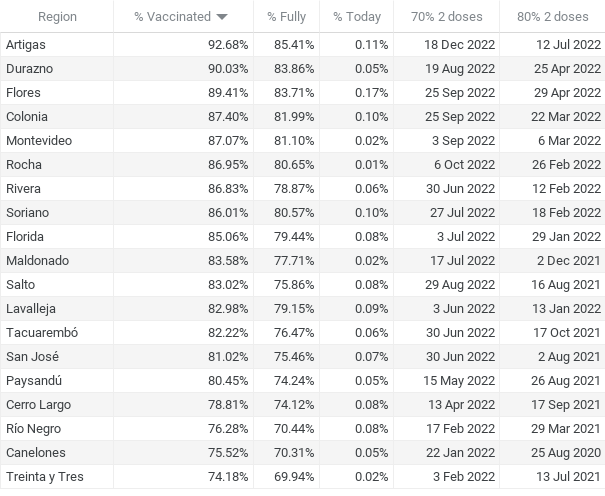 Region % Vaccinated % Fully % Today 70% 2 doses 80% 2 doses
Artigas 92.68% 85.41% 0.11% 18 Dec 2022 12 Jul 2022
Durazno 90.03% 83.86% 0.05% 19 Aug 2022 25 Apr 2022
Flores 89.41% 83.71% 0.17% 25 Sep 2022 29 Apr 2022
Colonia 87.40% 81.99% 0.10% 25 Sep 2022 22 Mar 2022
Montevideo 87.07% 81.10% 0.02% 3 Sep 2022 6 Mar 2022
Rocha 86.95% 80.65% 0.01% 6 Oct 2022 26 Feb 2022
Rivera 86.83% 78.87% 0.06% 30 Jun 2022 12 Feb 2022
Soriano 86.01% 80.57% 0.10% 27 Jul 2022 18 Feb 2022
Florida 85.06% 79.44% 0.08% 3 Jul 2022 29 Jan 2022
Maldonado 83.58% 77.71% 0.02% 17 Jul 2022 2 Dec 2021
Salto 83.02% 75.86% 0.08% 29 Aug 2022 16 Aug 2021
Lavalleja 82.98% 79.15% 0.09% 3 Jun 2022 13 Jan 2022
Tacuarembó 82.22% 76.47% 0.06% 30 Jun 2022 17 Oct 2021
San José 81.02% 75.46% 0.07% 30 Jun 2022 2 Aug 2021
Paysandú 80.45% 74.24% 0.05% 15 May 2022 26 Aug 2021
Cerro Largo 78.81% 74.12% 0.08% 13 Apr 2022 17 Sep 2021
Río Negro 76.28% 70.44% 0.08% 17 Feb 2022 29 Mar 2021
Canelones 75.52% 70.31% 0.05% 22 Jan 2022 25 Aug 2020
Treinta y Tres 74.18% 69.94% 0.02% 3 Feb 2022 13 Jul 2021